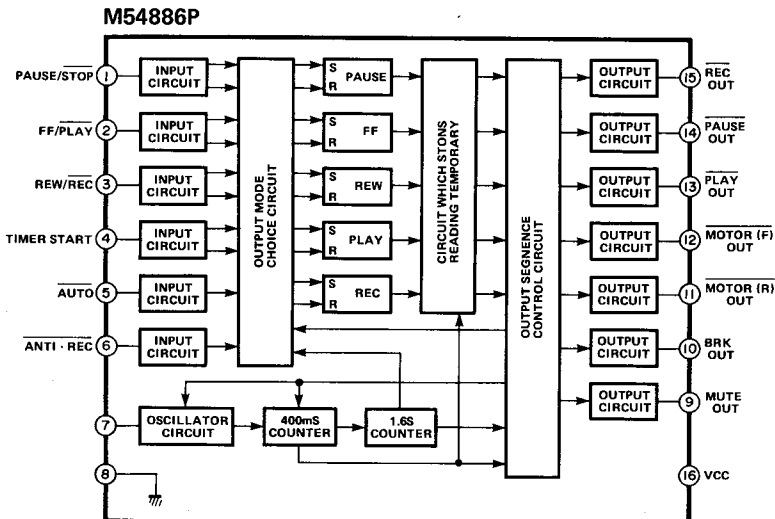 M54886P
PAUSE/STOP
1
INPUT
CIRCUIT
FF/PLAY
2
INPUT
CIRCUIT
REW/REC
3
INPUT
CIRCUIT
TIMER START
4
INPUT
CIRCUIT
AUTO
5
INPUT
CIRCUIT
ANTI · REC
6
INPUT
CIRCUIT
7
OSCILLATOR
CIRCUIT
400mS
COUNTER
1.6S
COUNTER
8
OUTPUT MODE
CHOICE CIRCUIT
S
R
PAUSE
S
R
FF
S
R
REW
S
R
PLAY
S
R
REC
CIRCUIT WHICH STONS
READING TEMPORARY
OUTPUT SEGNENCE
CONTROL CIRCUIT
OUTPUT
CIRCUIT
15
REC
OUT
OUTPUT
CIRCUIT
14
PAUSE
OUT
OUTPUT
CIRCUIT
13
PLAY
OUT
OUTPUT
CIRCUIT
12
MOTOR (F)
OUT
OUTPUT
CIRCUIT
11
MOTOR (R)
OUT
OUTPUT
CIRCUIT
10
BRK
OUT
OUTPUT
CIRCUIT
9
MUTE
OUT
16
VCC